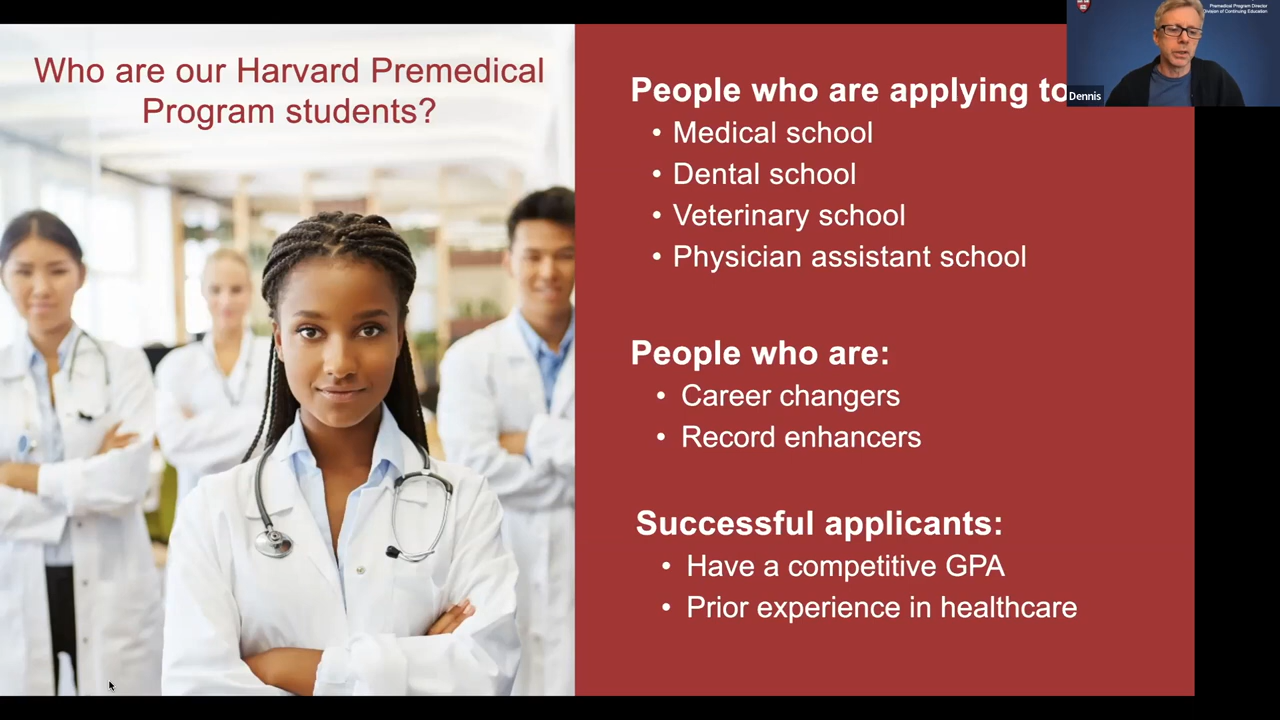 Who are our Harvard Premedical
Program students?
People who are applying to
• Medical school
• Dental school
• Veterinary school
• Physician assistant school
People who are:
• Career changers
• Record enhancers
Successful applicants:
• Have a competitive GPA
• Prior experience in healthcare
Premedical Program Director
Division of Continuing Education
Dennis